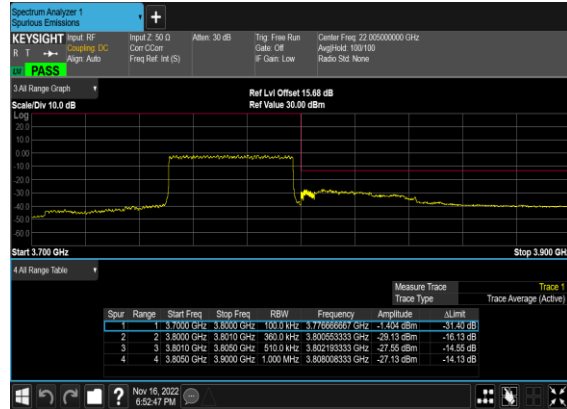 Spectrum Analyzer 1
Spurious Emissions
KEYSIGHT Input: RF Input Z: 50 Ω Atten: 30 dB Trig: Free Run Center Freq: 22.005000000 GHz
R T Coupling: DC Corr CCorr Gate: Off Avg|Hold: 100/100
Align: Auto Freq Ref: Int (S) IF Gain: Low Radio Std: None
PASS
3 All Range Graph Ref Lvl Offset 15.68 dB
Scale/Div 10.0 dB Ref Value 30.00 dBm
Log
20.0
10.0
0.00
-10.0
-20.0
-30.0
-40.0
-50.0
-60.0
Start 3.700 GHz Stop 3.900 GH
4 All Range Table
Measure Trace Trace 1
Trace Type Trace Average (Active)
Spur Range Start Freq Stop Freq RBW Frequency Amplitude ΔLimit
1 1 3.7000 GHz 3.8000 GHz 100.0 kHz 3.776666667 GHz -1.404 dBm -31.40 dB
2 2 3.8000 GHz 3.8010 GHz 360.0 kHz 3.800553333 GHz -29.13 dBm -16.13 dB
3 3 3.8010 GHz 3.8050 GHz 510.0 kHz 3.802193333 GHz -27.55 dBm -14.55 dB
4 4 3.8050 GHz 3.9000 GHz 1.000 MHz 3.808008333 GHz -27.13 dBm -14.13 dB
? Nov 16, 2022
6:52:47 PM